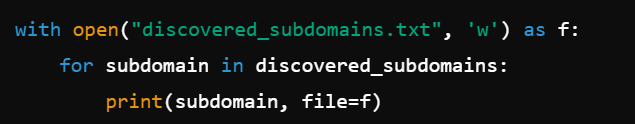 with open("discovered_subdomains.txt", 'w') as f:
    for subdomain in discovered_subdomains:
        print(subdomain, file=f)